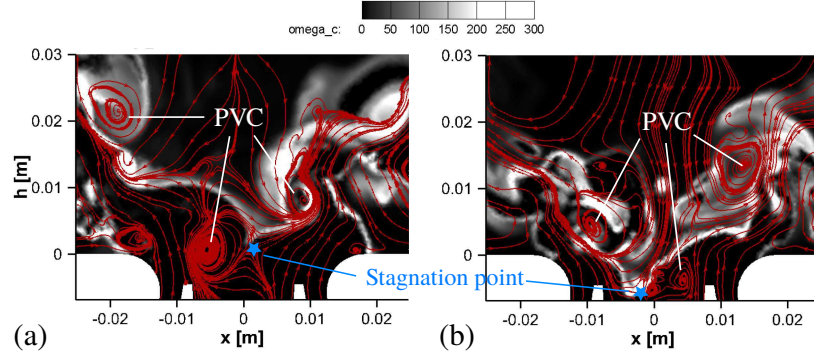 omega_c: 0 50 100 150 200 250 300
0.03
0.02
0.01
0
h [m]
PVC
-0.02 -0.01 0 0.01 0.02
x [m]
(a)
Stagnation point
0.03
0.02
0.01
0
PVC
-0.02 -0.01 0 0.01 0.02
x [m]
(b)